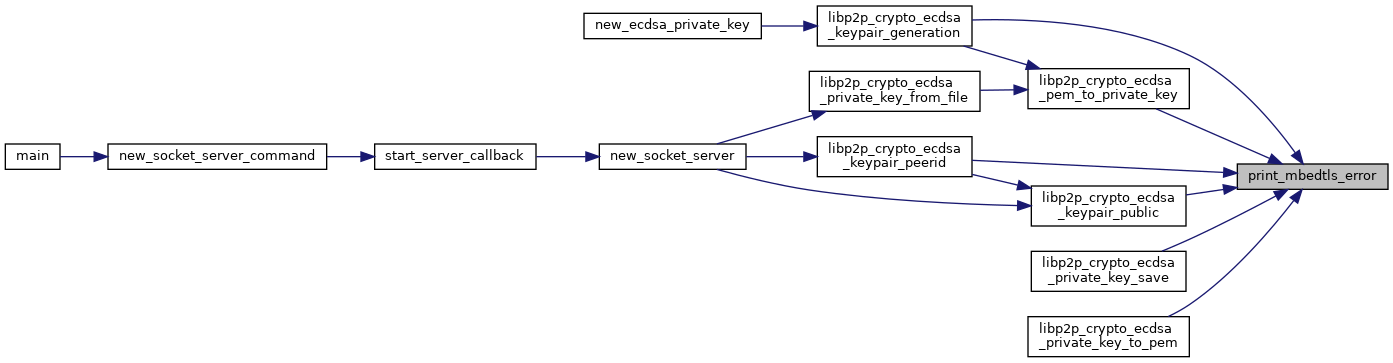 main
new_socket_server_command
start_server_callback
new_socket_server
new_ecdsa_private_key
libp2p_crypto_ecdsa
_keypair_generation
libp2p_crypto_ecdsa
_private_key_from_file
libp2p_crypto_ecdsa
_keypair_peerid
libp2p_crypto_ecdsa
_pem_to_private_key
libp2p_crypto_ecdsa
_keypair_public
libp2p_crypto_ecdsa
_private_key_save
libp2p_crypto_ecdsa
_private_key_to_pem
print_mbedtls_error